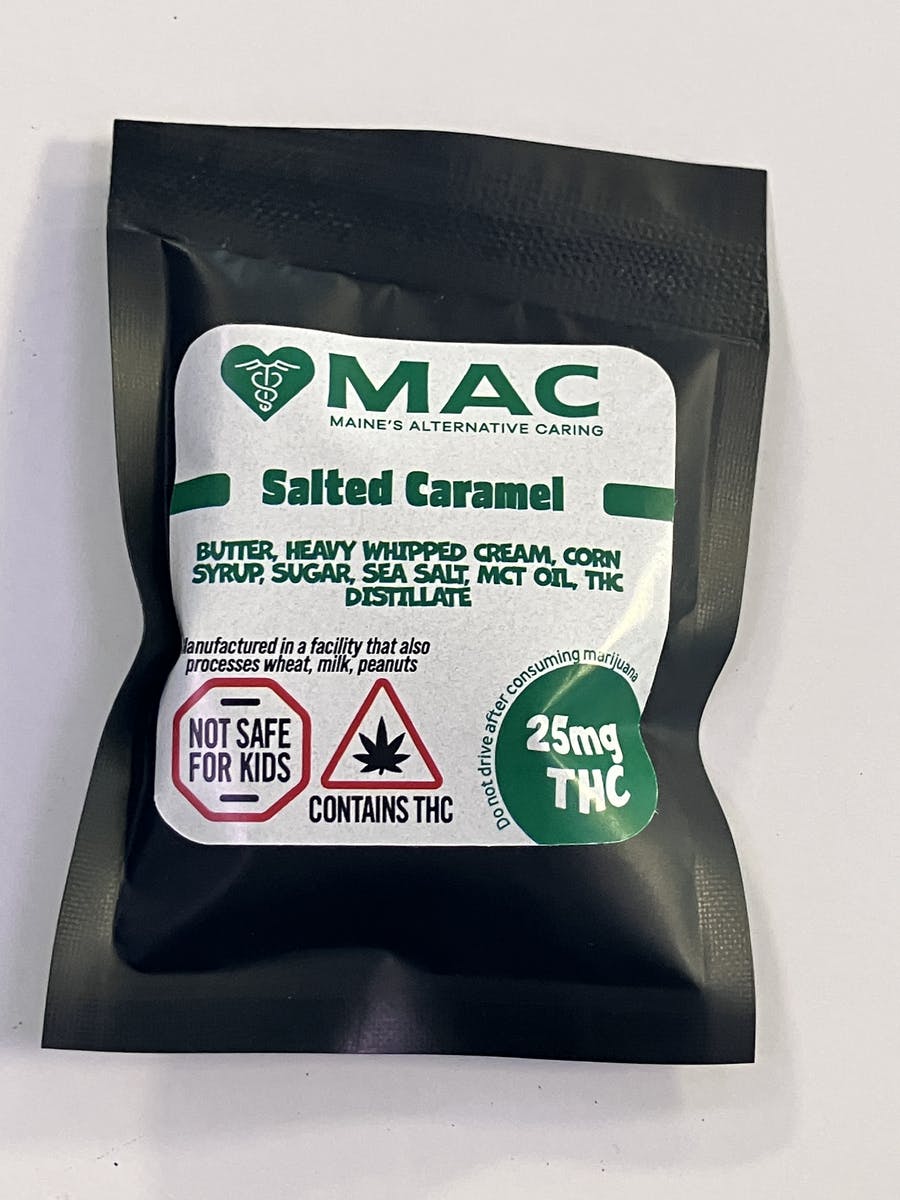 MAC
MAINE'S ALTERNATIVE CARING
Salted Caramel
BUTTER, HEAVY WHIPPED CREAM, CORN
SYRUP, SUGAR, SEA SALT, MCT OIL, THC
DISTILLATE
Manufactured in a facility that also
processes wheat, milk, peanuts
NOT SAFE
FOR KIDS
CONTAINS THC
Do not drive after consuming marijuana
25mg
THC